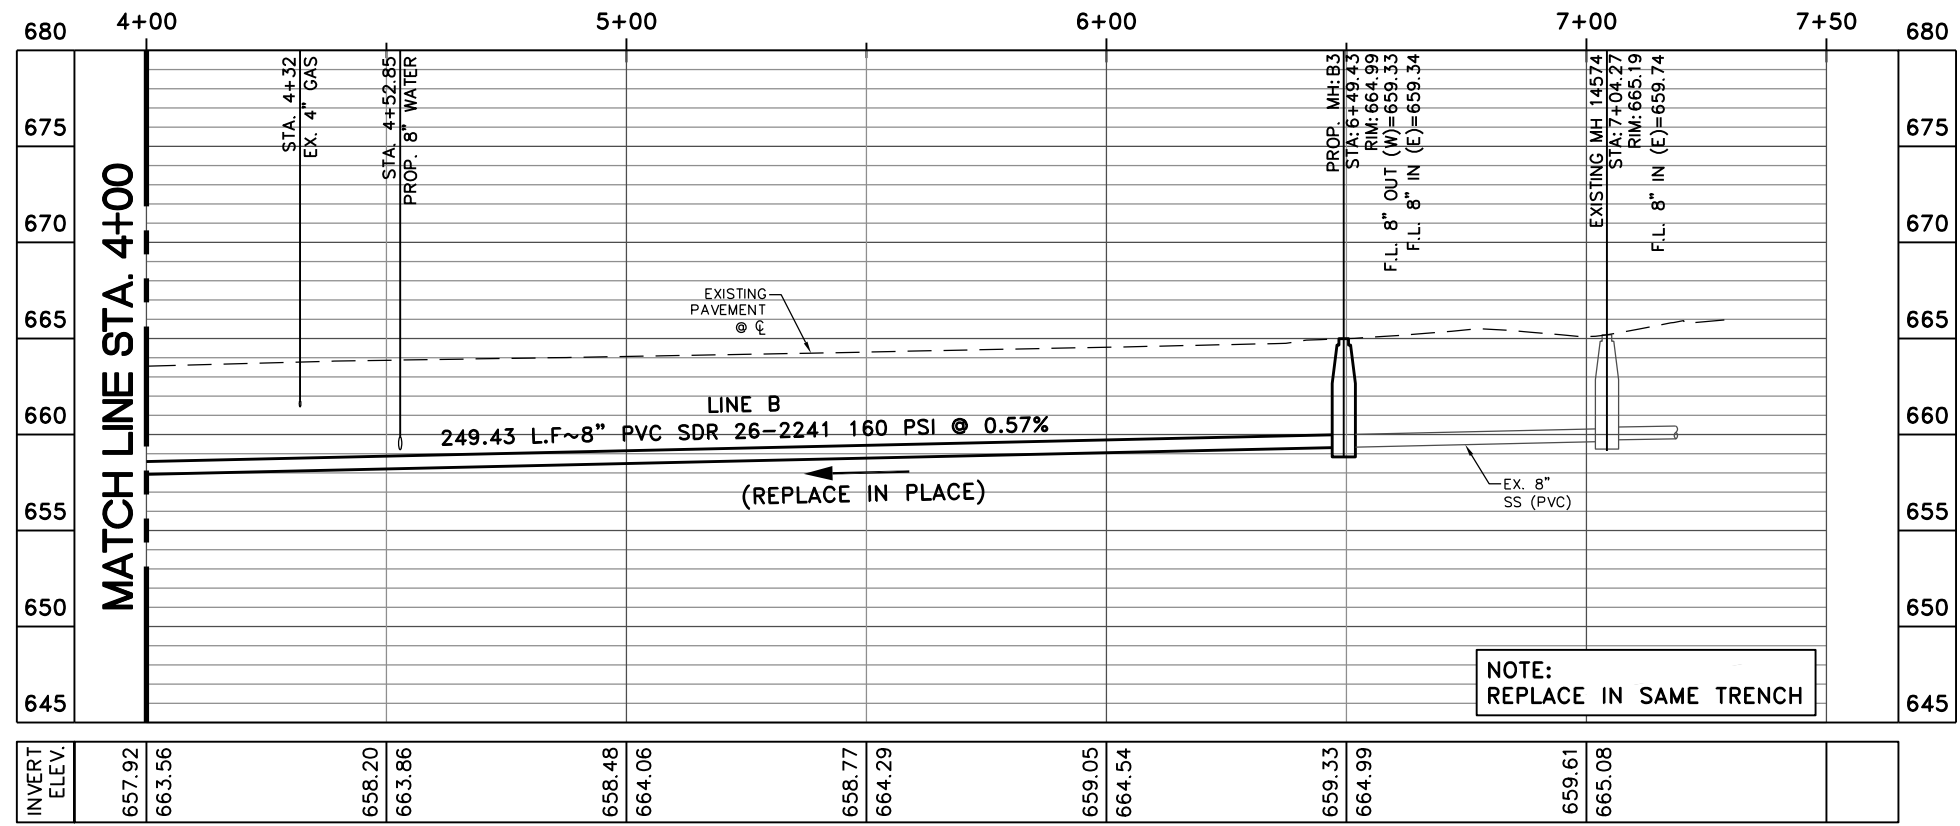 4+00
5+00
6+00
7+00
7+50
680
680
675
675
670
670
665
665
660
660
655
655
650
650
645
645
MATCH LINE STA. 4+00
STA. 4+32
EX. 4" GAS
STA. 4+52.85
PROP. 8" WATER
PROP. MH:B3
STA:6+49.43
RIM:664.99
F.L. 8" OUT (W)=659.33
F.L. 8" IN (E)=659.34
EXISTING MH 14574
STA:7+04.27
RIM:665.19
F.L. 8" IN (E)=659.74
EXISTING
PAVEMENT
@ ℄
LINE B
249.43 L.F~8" PVC SDR 26-2241 160 PSI @ 0.57%
(REPLACE IN PLACE)
EX. 8"
SS (PVC)
NOTE:
REPLACE IN SAME TRENCH
INVERT
ELEV.
657.92
663.56
658.20
663.86
658.48
664.06
658.77
664.29
659.05
664.54
659.33
664.99
659.61
665.08